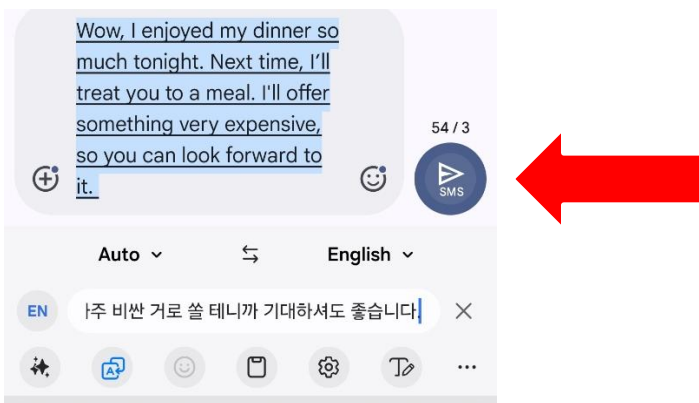 Wow, I enjoyed my dinner so
much tonight. Next time, I'll
treat you to a meal. I'll offer
something very expensive,
so you can look forward to
it.
54 / 3
SMS
Auto
English
EN
비싼 거로 쏠 테니까 기대하셔도 좋습니다.